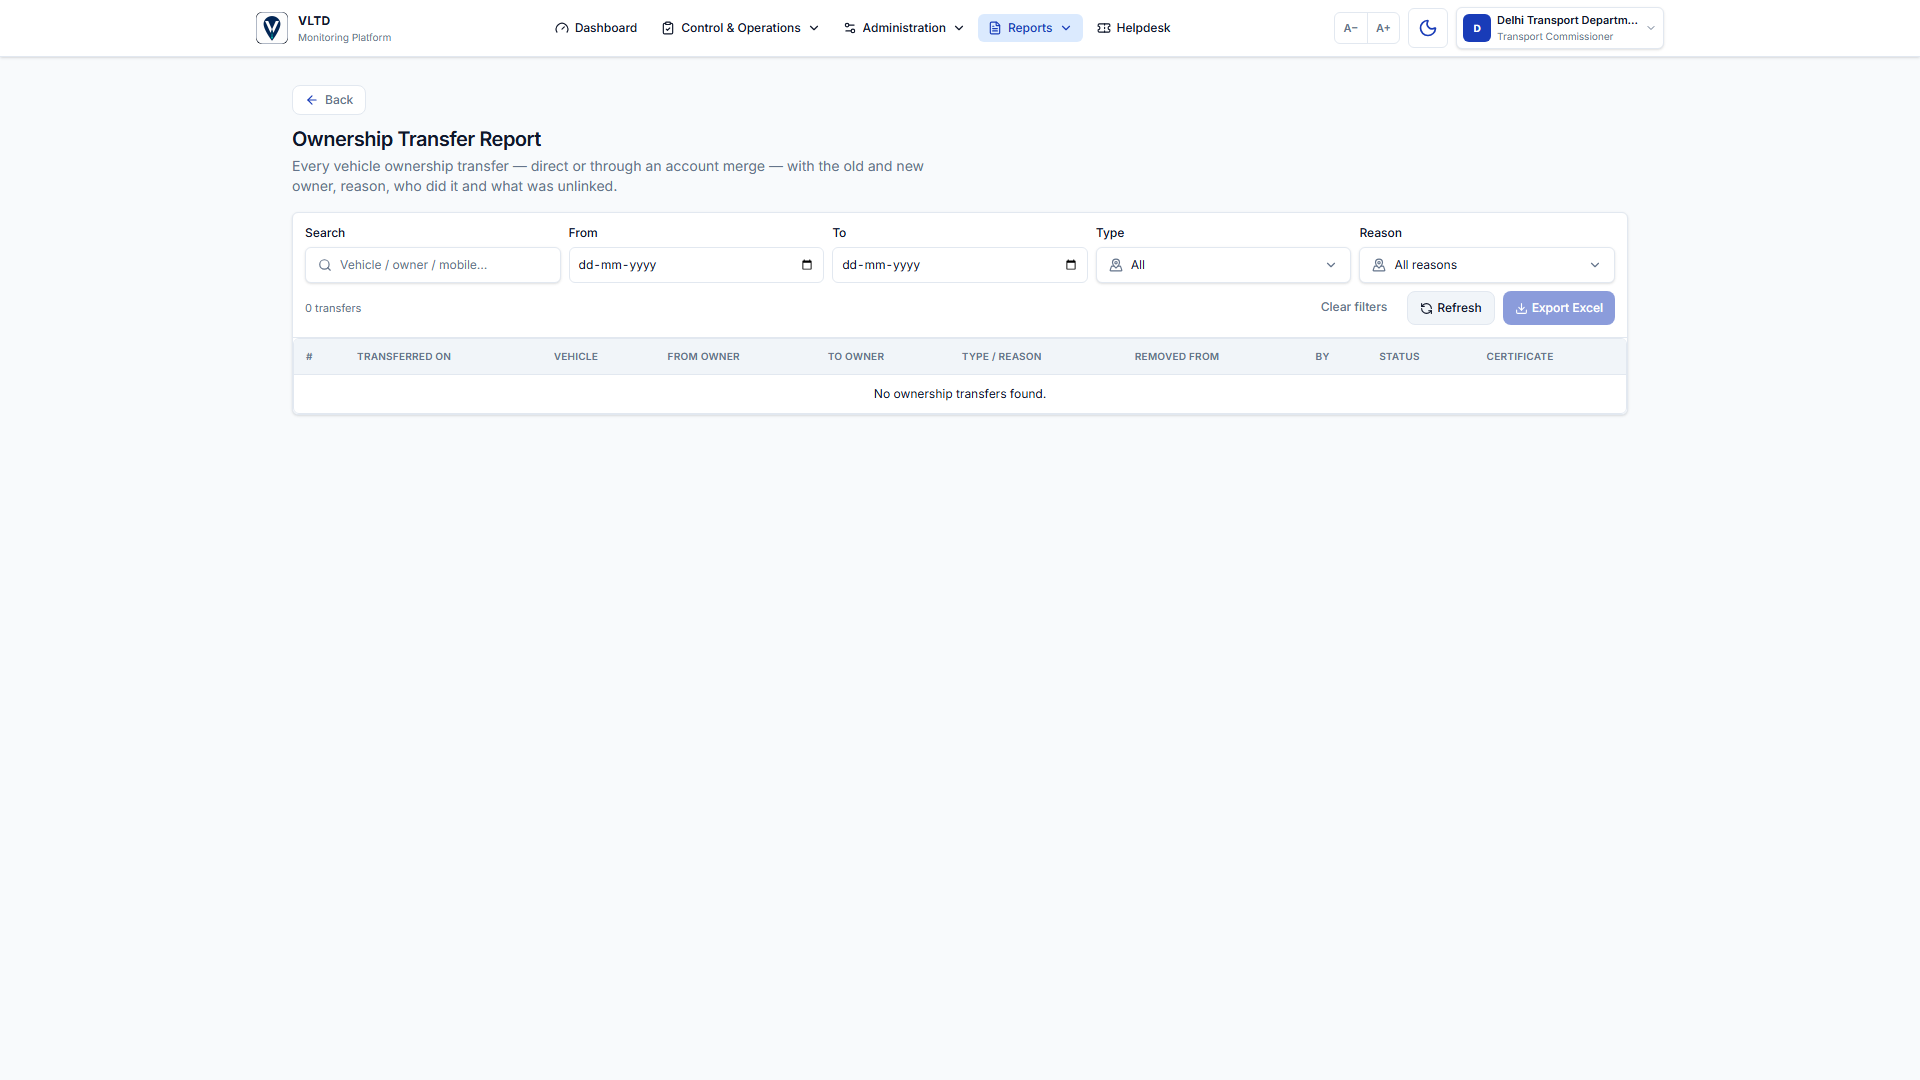 VLTD
Monitoring Platform
Dashboard
Control & Operations
Administration
Reports
Helpdesk
A−
A+
D
Delhi Transport Departm...
Transport Commissioner
Back
Ownership Transfer Report
Every vehicle ownership transfer — direct or through an account merge — with the old and new
owner, reason, who did it and what was unlinked.
Search
From
To
Type
Reason
Vehicle / owner / mobile...
dd-mm-yyyy
dd-mm-yyyy
All
All reasons
0 transfers
Clear filters
Refresh
Export Excel
# TRANSFERRED ON VEHICLE FROM OWNER TO OWNER TYPE / REASON REMOVED FROM BY STATUS CERTIFICATE
No ownership transfers found.